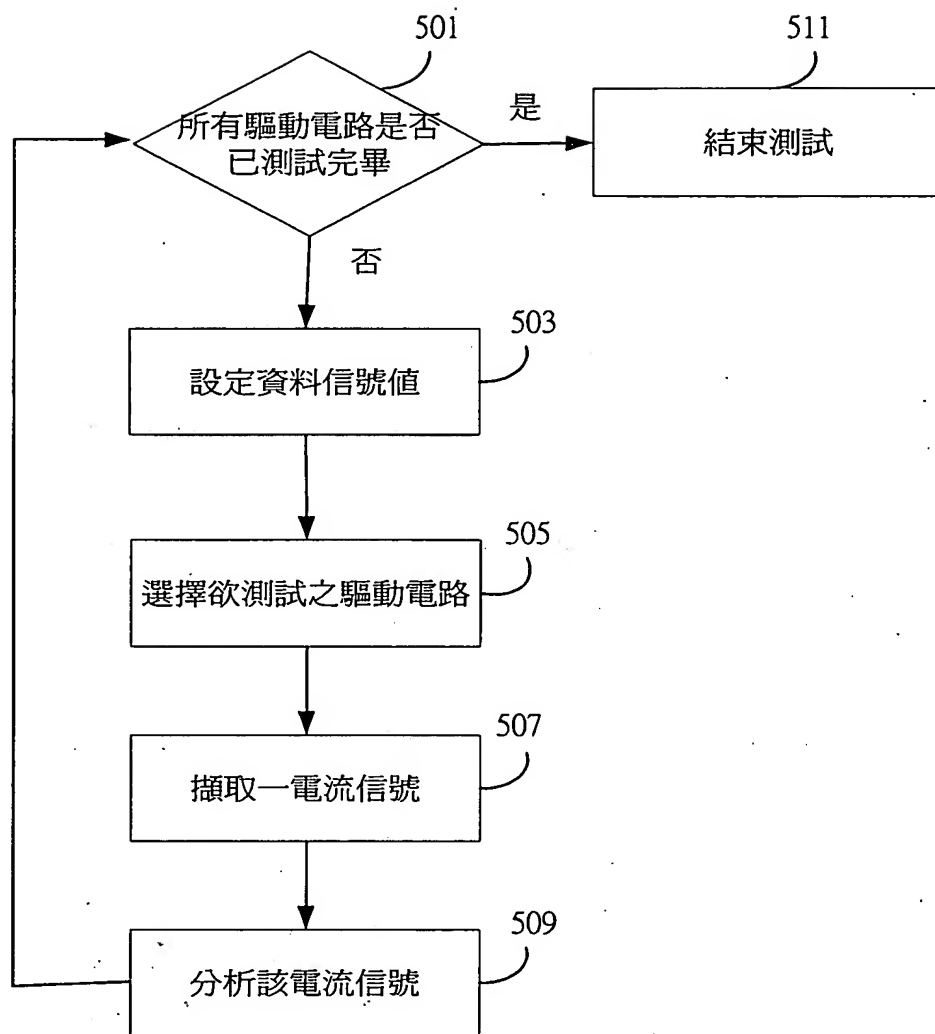 501
511
所有驅動電路是否
已測試完畢
是
結束測試
否
503
設定資料信號值
505
選擇欲測試之驅動電路
507
擷取一電流信號
509
分析該電流信號